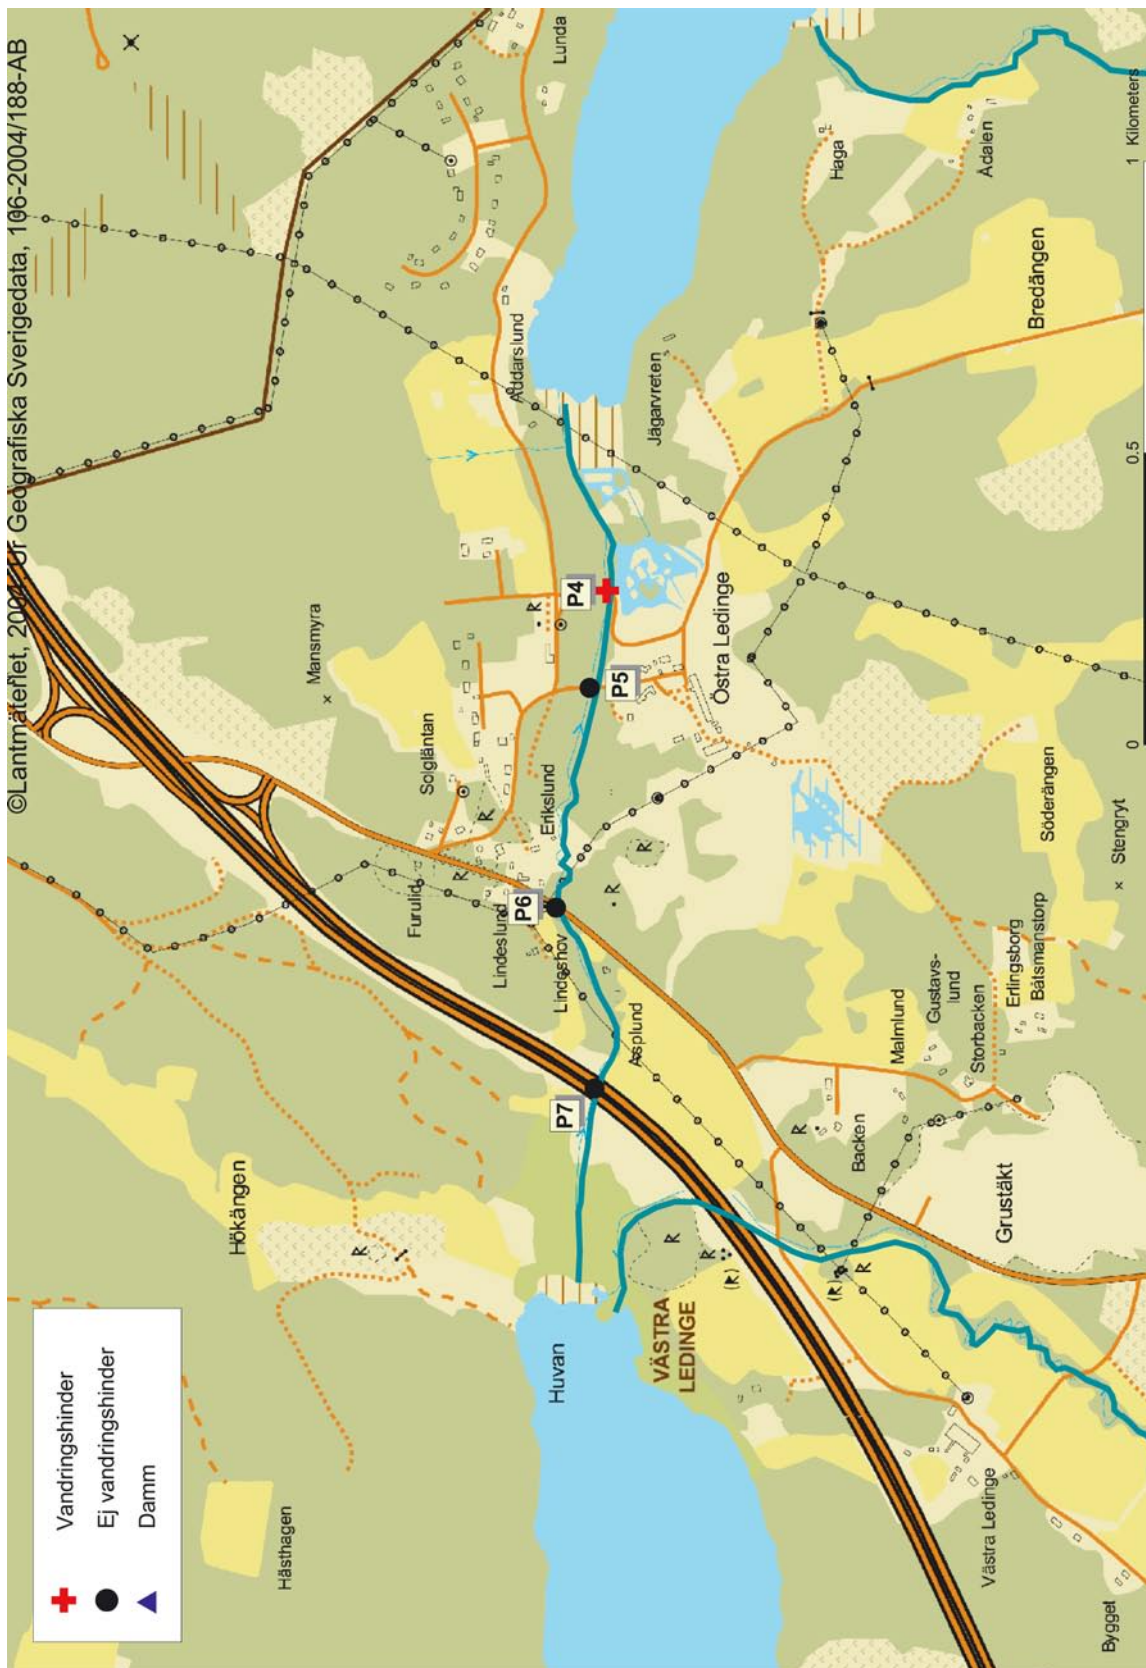 ©Lantmäteriet, 2004. Ur Geografiska Sverigedata, 106-2004/188-AB
Vandringshinder
Ej vandringshinder
Damm
Hästhagen
Hökängen
Huvan
VÄSTRA
LEDINGE
P7
Furulid
Lindeslund
Lindeshov
P6
Asplund
Solgläntan
Mansmyra
Erikslund
P5
P4
R
R
R
R
R
R
R
R
R
R
(R)
(R)
Addarslund
Lunda
Östra Ledinge
Jägarvreten
Haga
Ådalen
Bredängen
Söderängen
Stengryt
Erlingsborg
Båtsmanstorp
Gustavs-
lund
Malmlund
Storbacken
Backen
Grustäkt
Västra Ledinge
Bygget
0
0.5
1 Kilometers